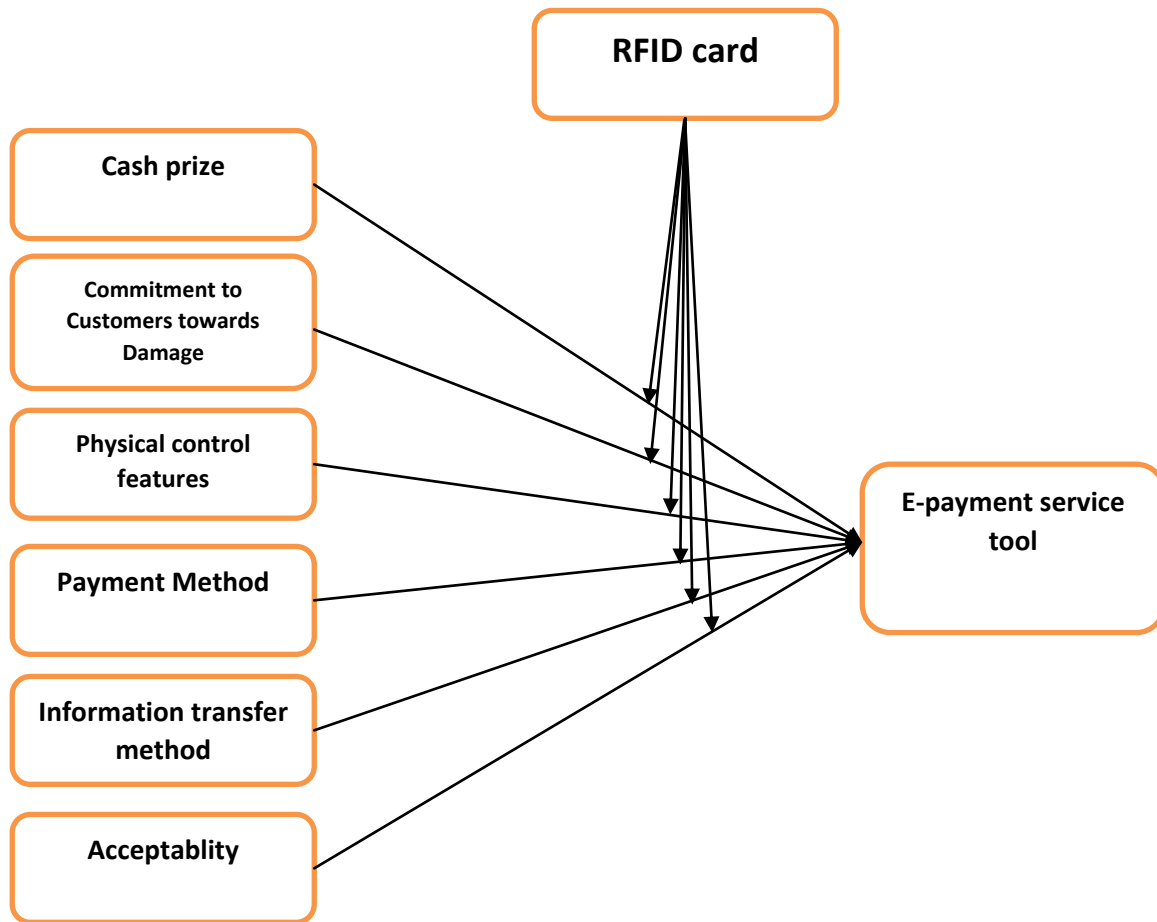 RFID card
Cash prize
Commitment to
Customers towards
Damage
Physical control
features
E-payment service
tool
Payment Method
Information transfer
method
Acceptablity